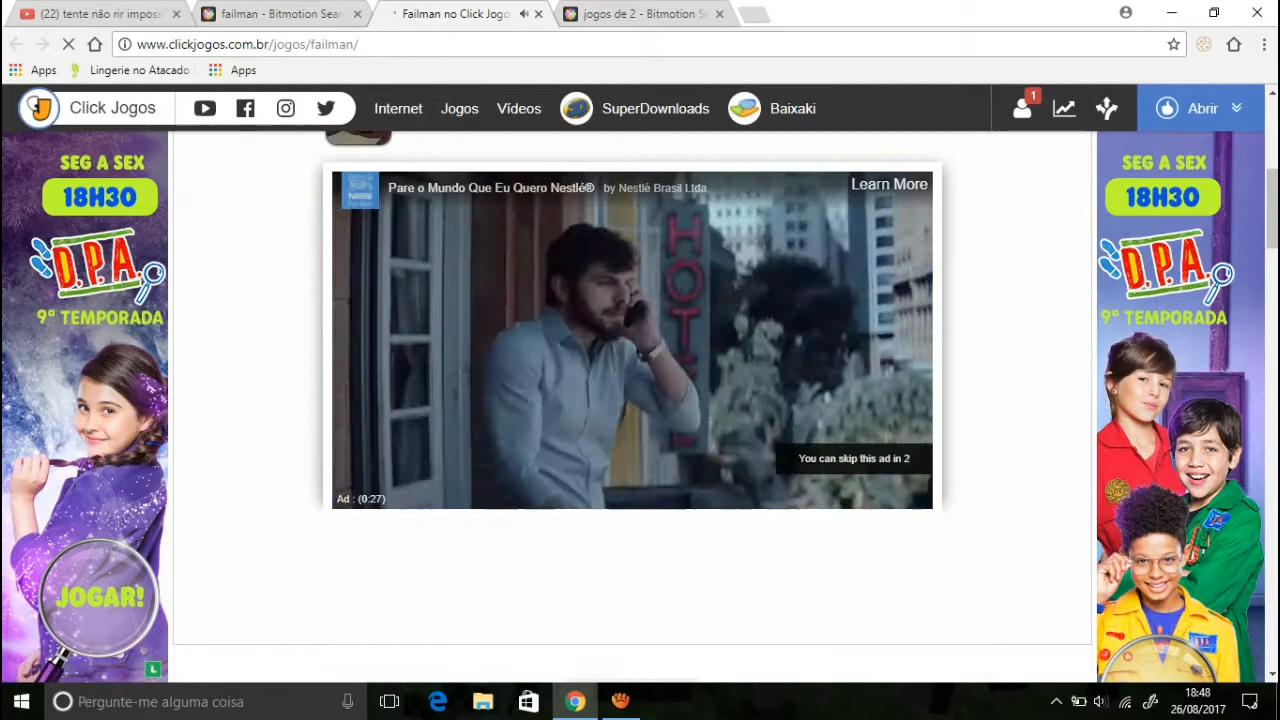 (22) tente não rir imposs
failman - Bitmotion Sear
Failman no Click Jogo
jogos de 2 - Bitmotion S
www.clickjogos.com.br/jogos/failman/
Apps
Lingerie no Atacado
Apps
Click Jogos
Internet
Jogos
Vídeos
SuperDownloads
Baixaki
1
Abrir
SEG A SEX
18H30
D.P.A.
9ª TEMPORADA
JOGAR!
L
Nestlé
Pare o Mundo Que Eu Quero Nestlé® by Nestlé Brasil Ltda
Learn More
HOTEL
You can skip this ad in 2
Ad : (0:27)
SEG A SEX
18H30
D.P.A.
9ª TEMPORADA
Pergunte-me alguma coisa
18:48
26/08/2017